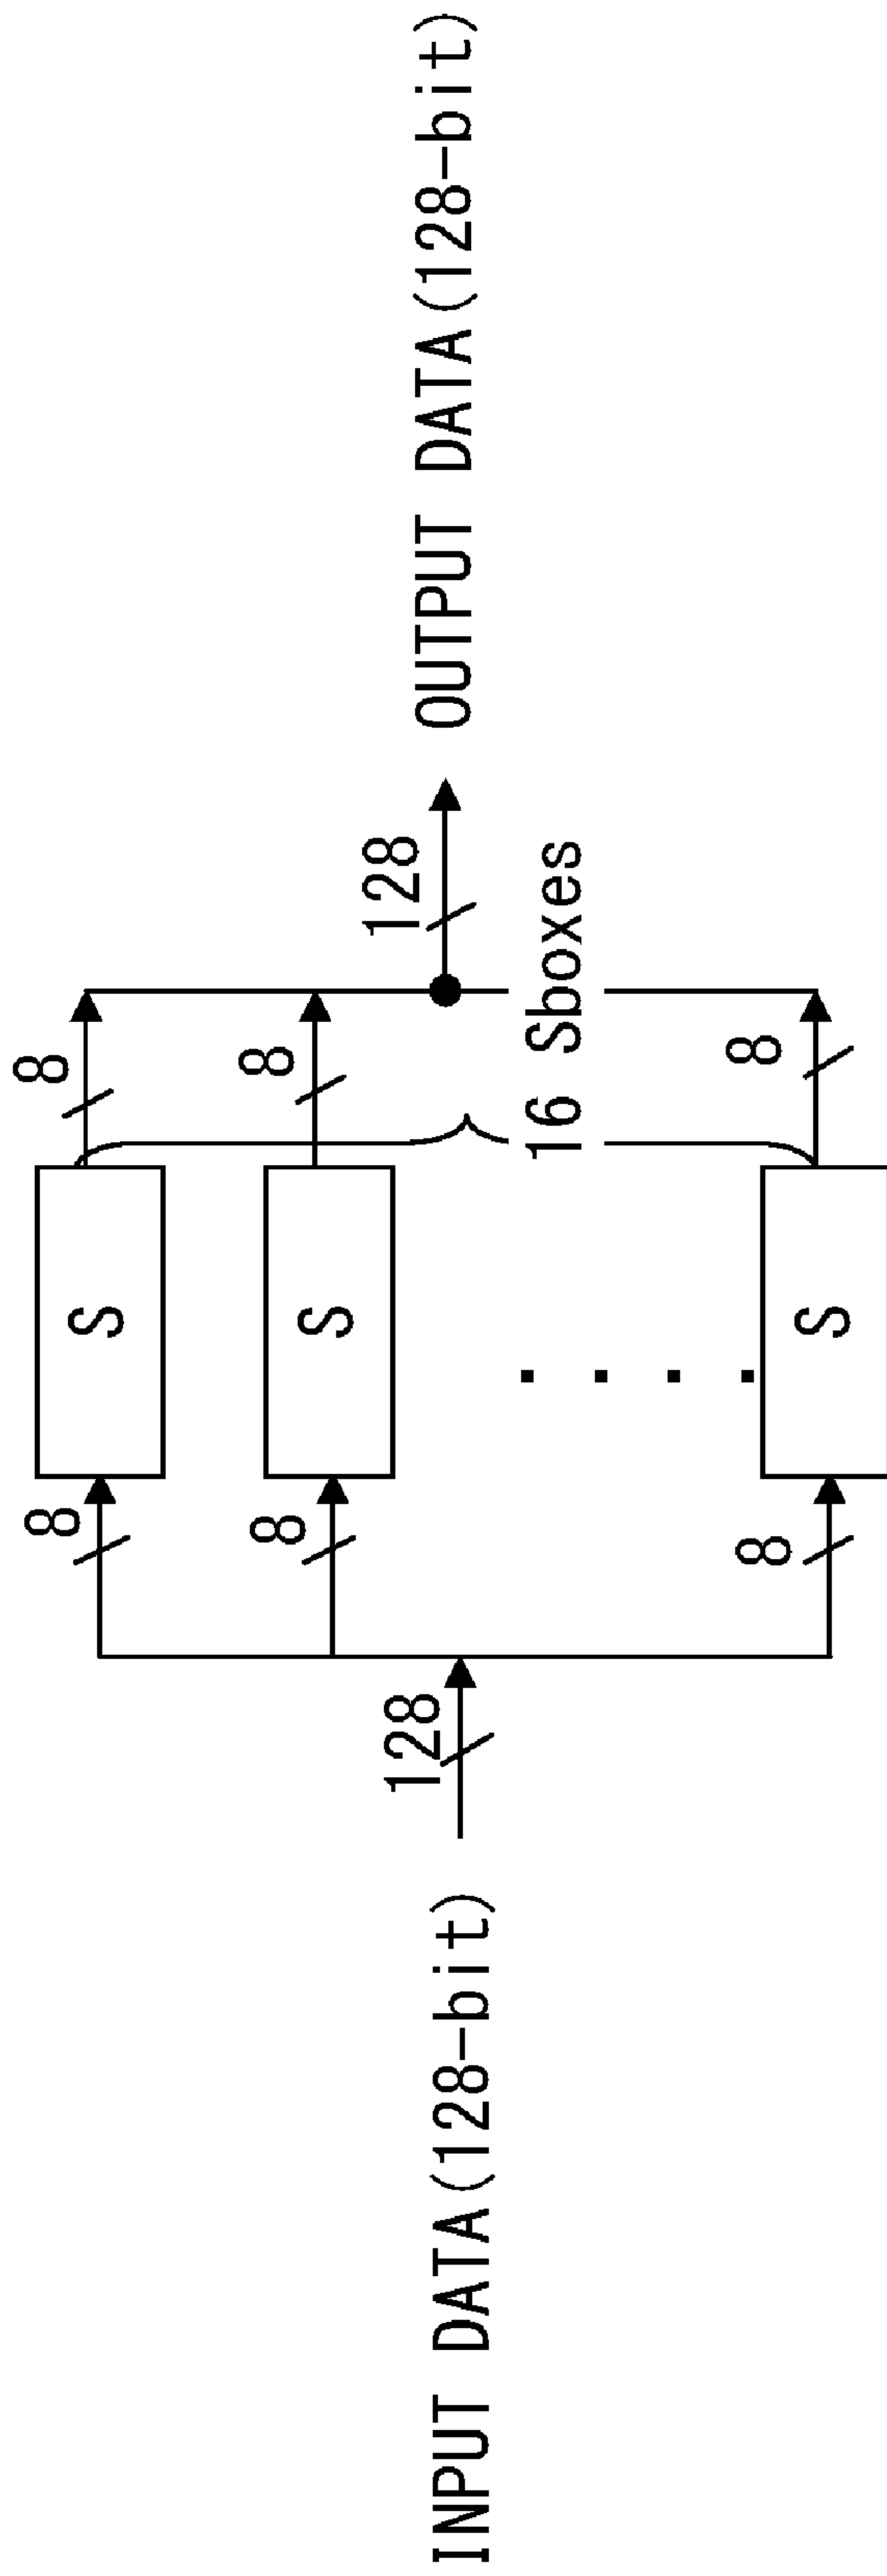 INPUT DATA(128-bit)
128
8
8
8
S
S
S
16 Sboxes
8
8
8
128
OUTPUT DATA(128-bit)